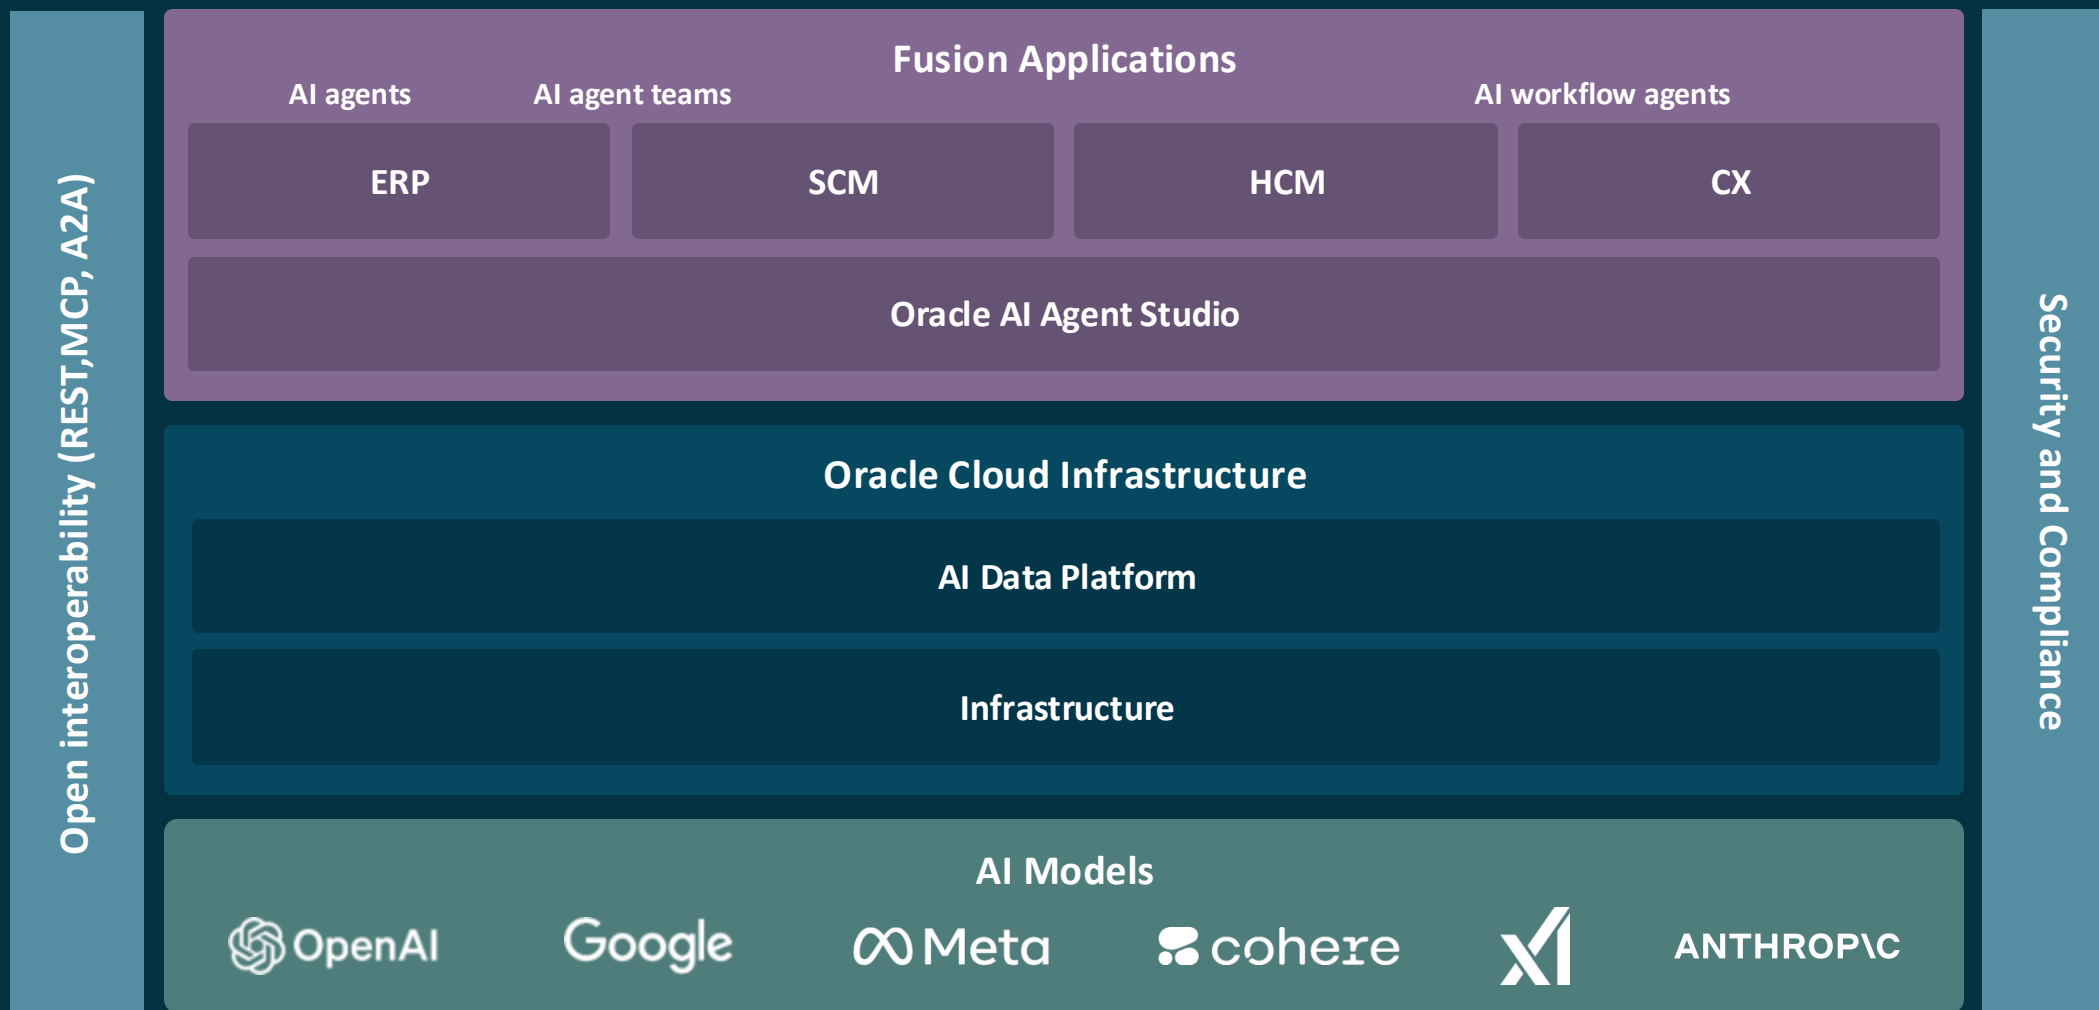 Open interoperability (REST,MCP, A2A)
Fusion Applications
AI agents
AI agent teams
AI workflow agents
ERP
SCM
HCM
CX
Oracle AI Agent Studio
Oracle Cloud Infrastructure
AI Data Platform
Infrastructure
AI Models
OpenAI
Google
Meta
cohere
xI
ANTHROP\C
Security and Compliance